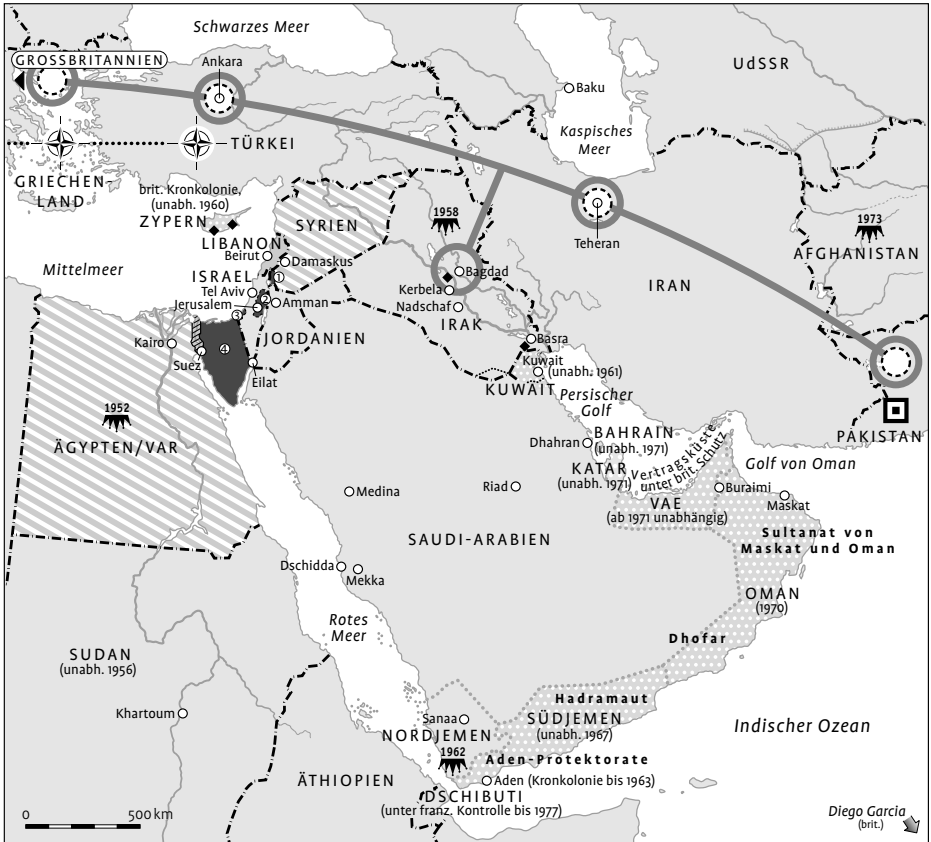 Schwarzes Meer
GROSSBRITANNIEN
Ankara
UdSSR
Baku
Kaspisches
Meer
TÜRKEI
GRIECHEN-
LAND
brit. Kronkolonie,
(unabh. 1960)
ZYPERN
SYRIEN
1958
1973
AFGHANISTAN
Teheran
LIBANON
Beirut
Damaskus
Mittelmeer
ISRAEL
Tel Aviv
Jerusalem
Amman
1
2
3
4
Bagdad
Kerbela
Nadschaf
IRAK
IRAN
JORDANIEN
Kairo
Suez
Eilat
Basra
Kuwait
(unabh. 1961)
KUWAIT
Persischer
Golf
PAKISTAN
1952
ÄGYPTEN/VAR
Dhahran
BAHRAIN
(unabh. 1971)
KATAR
(unabh. 1971)
Vertragsküste
unter brit. Schutz
Golf von Oman
Buraimi
Maskat
Medina
Riad
VAE
(ab 1971 unabhängig)
SAUDI-ARABIEN
Sultanat von
Maskat und Oman
Dschidda
Mekka
OMAN
(1970)
Rotes
Meer
Dhofar
SUDAN
(unabh. 1956)
Khartoum
Hadramaut
Sanaa
NORDJEMEN
SÜDJEMEN
(unabh. 1967)
Indischer Ozean
1962
Aden-Protektorate
Aden (Kronkolonie bis 1963)
ÄTHIOPIEN
DSCHIBUTI
(unter franz. Kontrolle bis 1977)
0 500 km
Diego Garcia
(brit.)